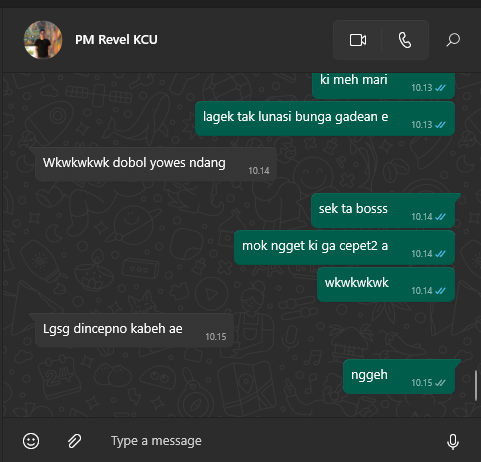 PM Revel KCU
ki meh mari
10.13
lagek tak lunasi bunga gadean e
10.13
Wkwkwkwk dobol yowes ndang
10.14
sek ta bosss
10.14
mok ngget ki ga cepet2 a
10.14
wkwkwkwk
10.14
Lgsg dincepno kabeh ae
10.15
nggeh
10.15
Type a message